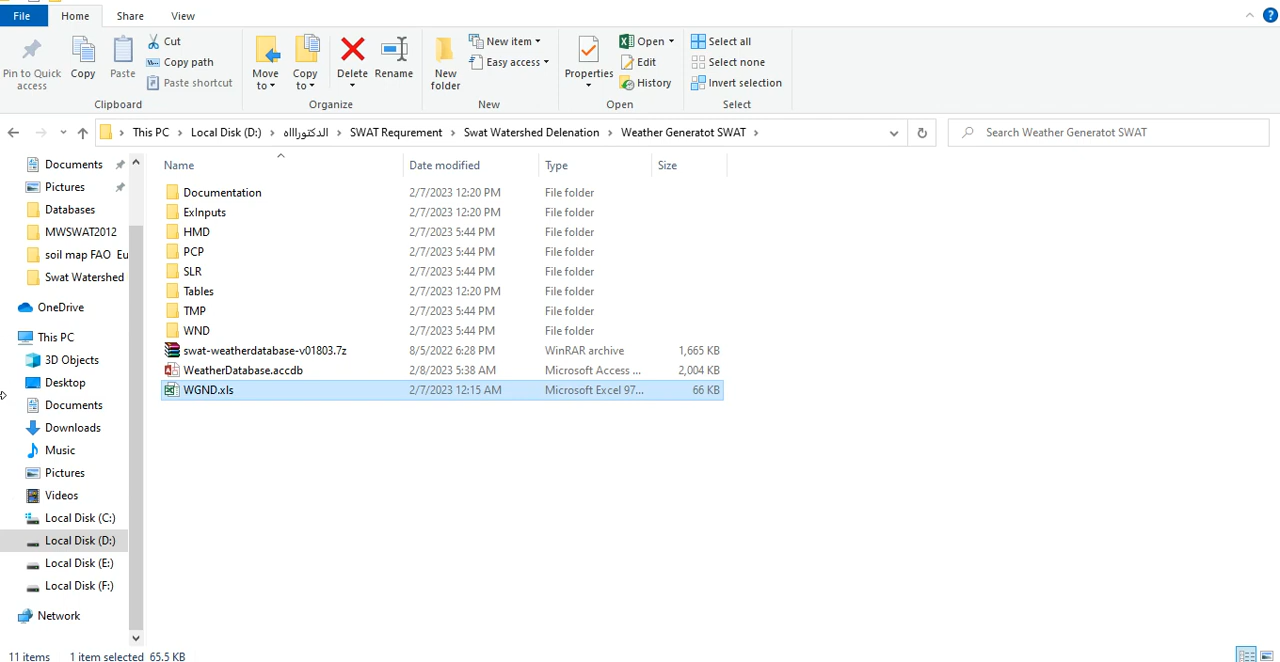 File Home Share View
Pin to Quick access
Copy
Paste
Cut
Copy path
Paste shortcut
Clipboard
Move to
Copy to
Delete
Rename
Organize
New folder
New item
Easy access
New
Properties
Open
Edit
History
Open
Select all
Select none
Invert selection
Select
This PC > Local Disk (D:) > الدكتوراااه > SWAT Requrement > Swat Watershed Delenation > Weather Generatot SWAT >
Search Weather Generatot SWAT
Documents
Pictures
Databases
MWSWAT2012
soil map FAO Eu
Swat Watershed
OneDrive
This PC
3D Objects
Desktop
Documents
Downloads
Music
Pictures
Videos
Local Disk (C:)
Local Disk (D:)
Local Disk (E:)
Local Disk (F:)
Network
Name Date modified Type Size
Documentation 2/7/2023 12:20 PM File folder
ExInputs 2/7/2023 12:20 PM File folder
HMD 2/7/2023 5:44 PM File folder
PCP 2/7/2023 5:44 PM File folder
SLR 2/7/2023 5:44 PM File folder
Tables 2/7/2023 12:20 PM File folder
TMP 2/7/2023 5:44 PM File folder
WND 2/7/2023 5:44 PM File folder
swat-weatherdatabase-v01803.7z 8/5/2022 6:28 PM WinRAR archive 1,665 KB
WeatherDatabase.accdb 2/8/2023 5:38 AM Microsoft Access ... 2,004 KB
WGND.xls 2/7/2023 12:15 AM Microsoft Excel 97... 66 KB
11 items 1 item selected 65.5 KB